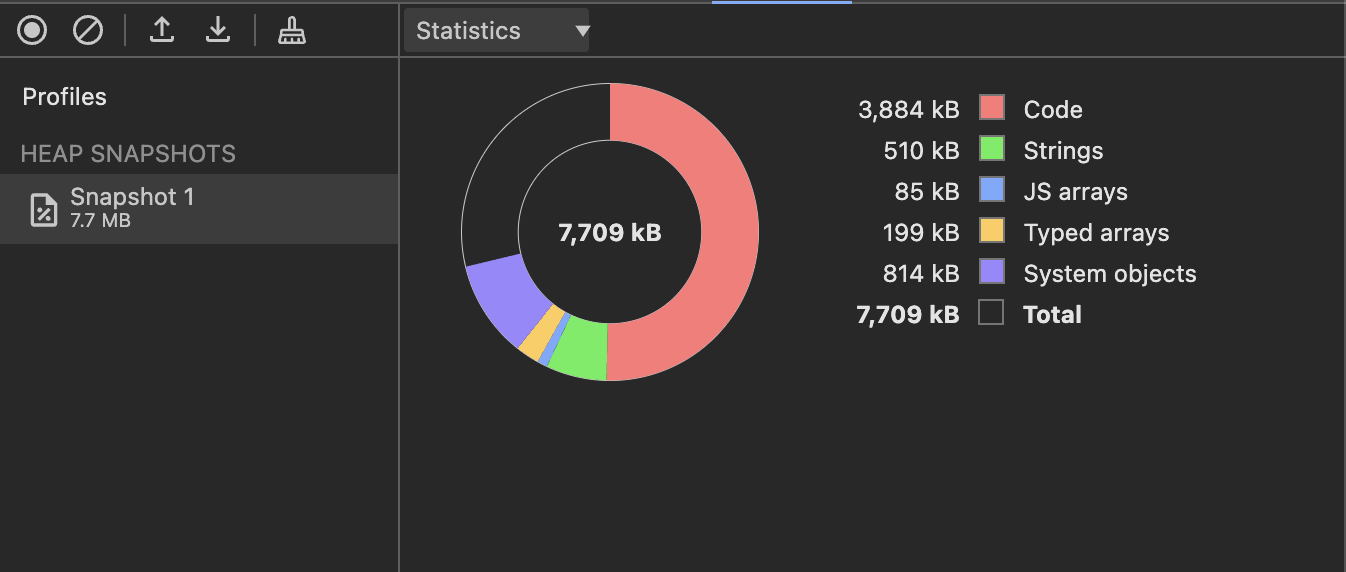 Statistics
Profiles
HEAP SNAPSHOTS
Snapshot 1
7.7 MB
7,709 kB
3,884 kB Code
510 kB Strings
85 kB JS arrays
199 kB Typed arrays
814 kB System objects
7,709 kB Total